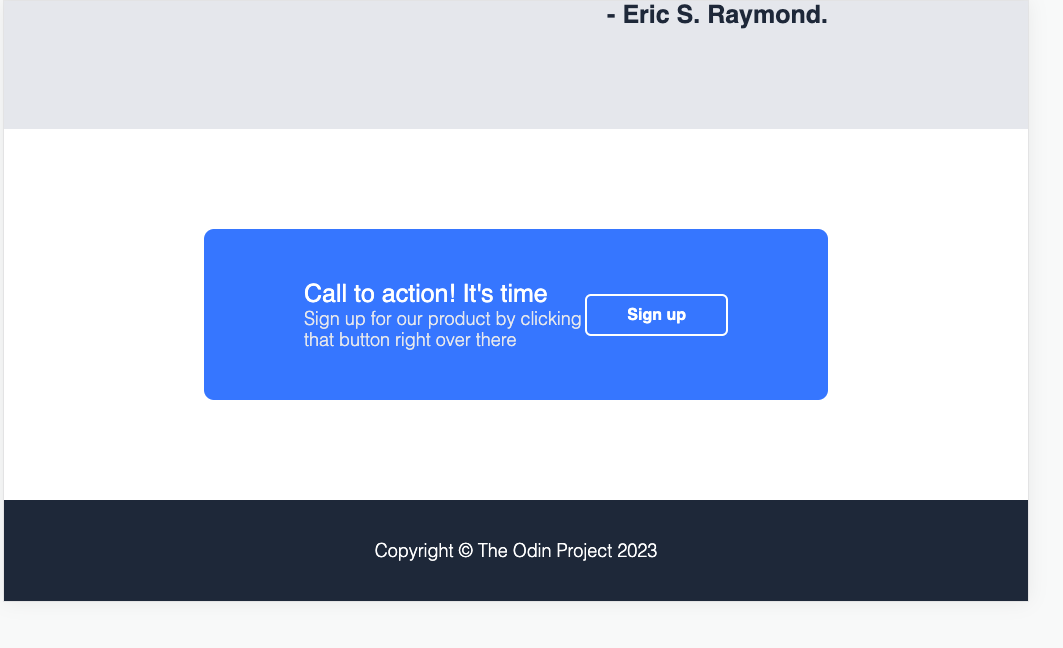 - Eric S. Raymond.
Call to action! It's time
Sign up for our product by clicking
that button right over there
Sign up
Copyright © The Odin Project 2023